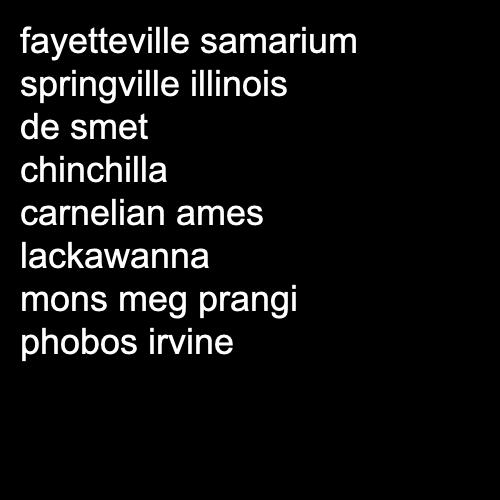 fayetteville samarium
springville illinois
de smet
chinchilla
carnelian ames
lackawanna
mons meg prangi
phobos irvine